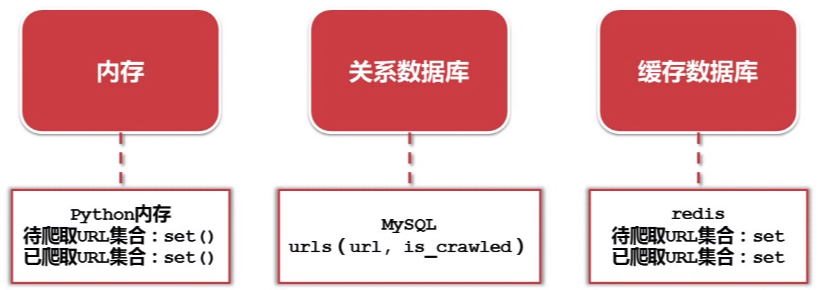 内存
关系数据库
缓存数据库
Python内存
待爬取URL集合：set()
已爬取URL集合：set()
MySQL
urls(url, is_crawled)
redis
待爬取URL集合：set
已爬取URL集合：set